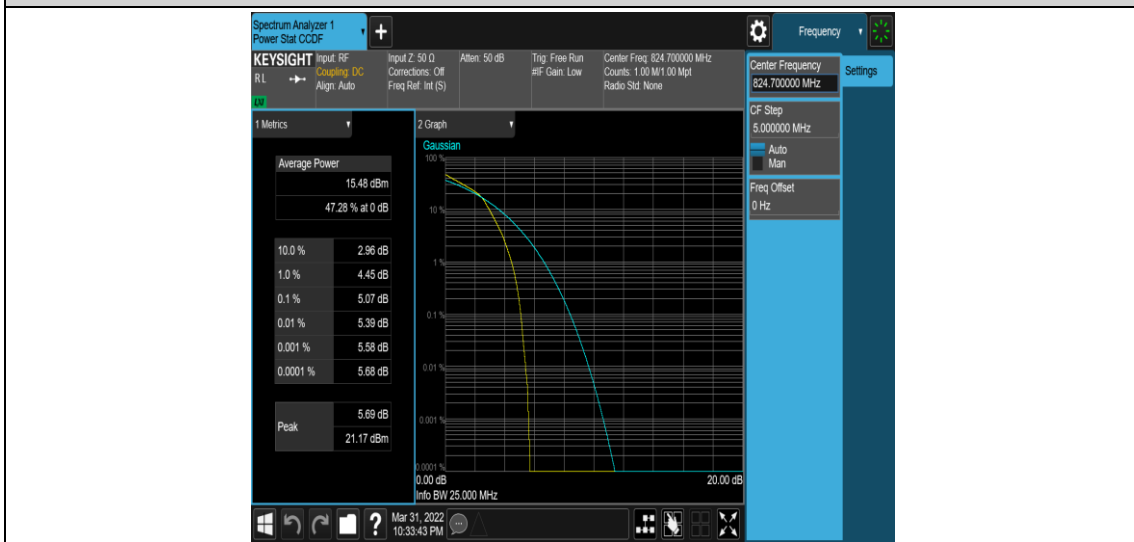 Spectrum Analyzer 1
Power Stat CCDF
+
Frequency
KEYSIGHT
RL
LXI
Input: RF
Coupling: DC
Align: Auto
Input Z: 50 Ω
Corrections: Off
Freq Ref: Int (S)
Atten: 50 dB
Trig: Free Run
#IF Gain: Low
Center Freq: 824.700000 MHz
Counts: 1.00 M/1.00 Mpt
Radio Std: None
Center Frequency
824.700000 MHz
Settings
CF Step
5.000000 MHz
Auto
Man
Freq Offset
0 Hz
1 Metrics
Average Power
15.48 dBm
47.28 % at 0 dB
10.0 % 2.96 dB
1.0 % 4.45 dB
0.1 % 5.07 dB
0.01 % 5.39 dB
0.001 % 5.58 dB
0.0001 % 5.68 dB
Peak
5.69 dB
21.17 dBm
2 Graph
Gaussian
100 %
10 %
1 %
0.1 %
0.01 %
0.001 %
0.0001 %
0.00 dB 20.00 dB
Info BW 25.000 MHz
?
Mar 31, 2022
10:33:43 PM